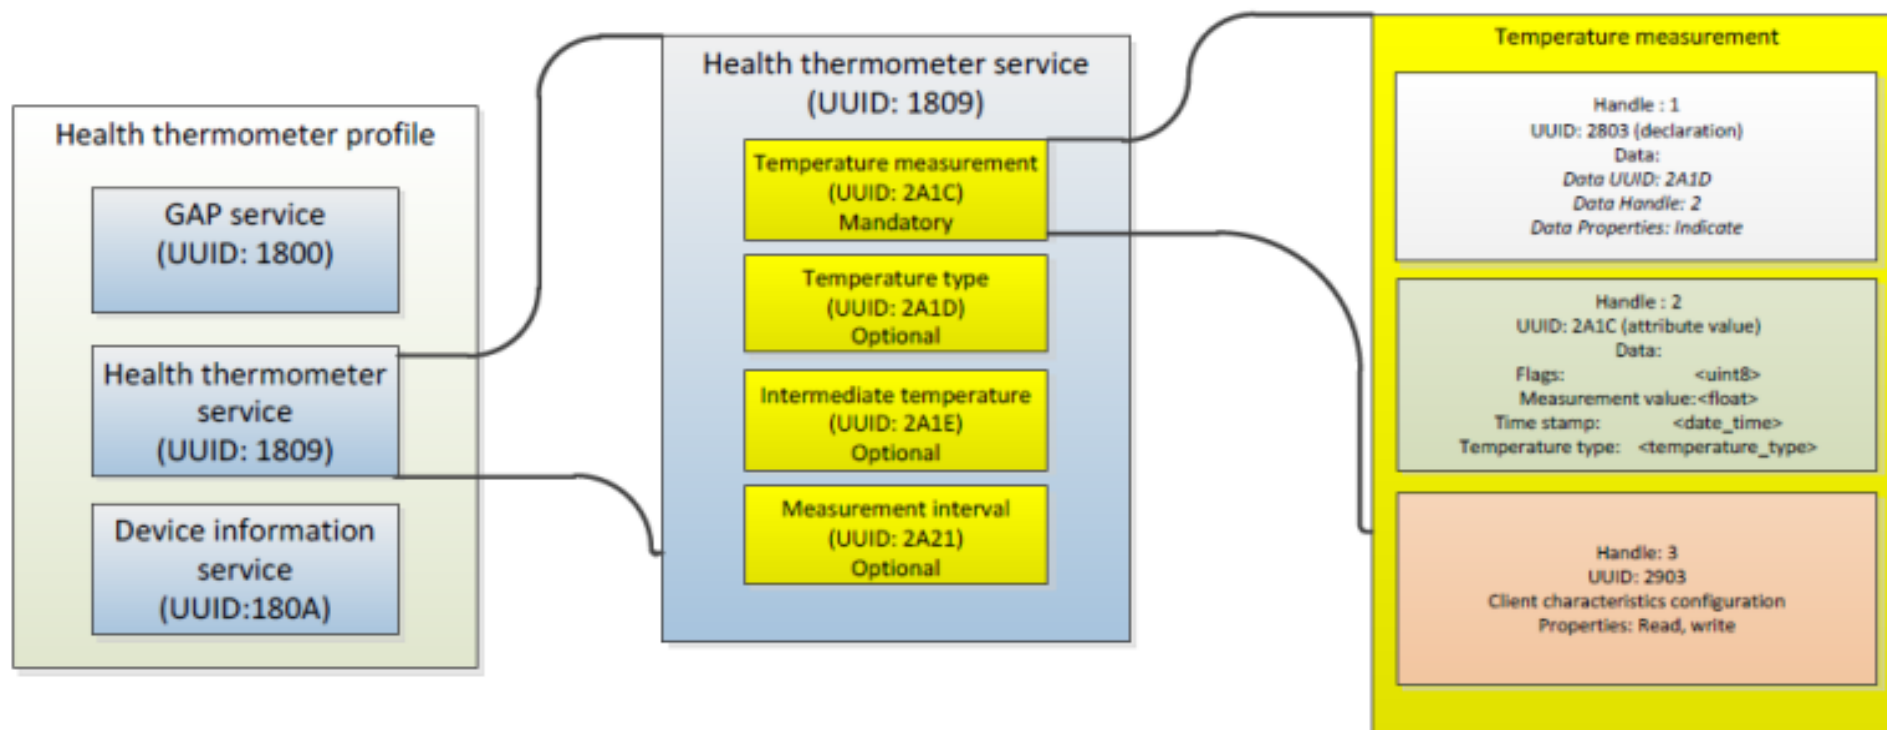 Health thermometer profile
GAP service
(UUID: 1800)
Health thermometer
service
(UUID: 1809)
Device information
service
(UUID:180A)
Health thermometer service
(UUID: 1809)
Temperature measurement
(UUID: 2A1C)
Mandatory
Temperature type
(UUID: 2A1D)
Optional
Intermediate temperature
(UUID: 2A1E)
Optional
Measurement interval
(UUID: 2A21)
Optional
Temperature measurement
Handle : 1
UUID: 2803 (declaration)
Data:
Data UUID: 2A1D
Data Handle: 2
Data Properties: Indicate
Handle : 2
UUID: 2A1C (attribute value)
Data:
Flags: <uint8>
Measurement value:<float>
Time stamp: <date_time>
Temperature type: <temperature_type>
Handle: 3
UUID: 2903
Client characteristics configuration
Properties: Read, write